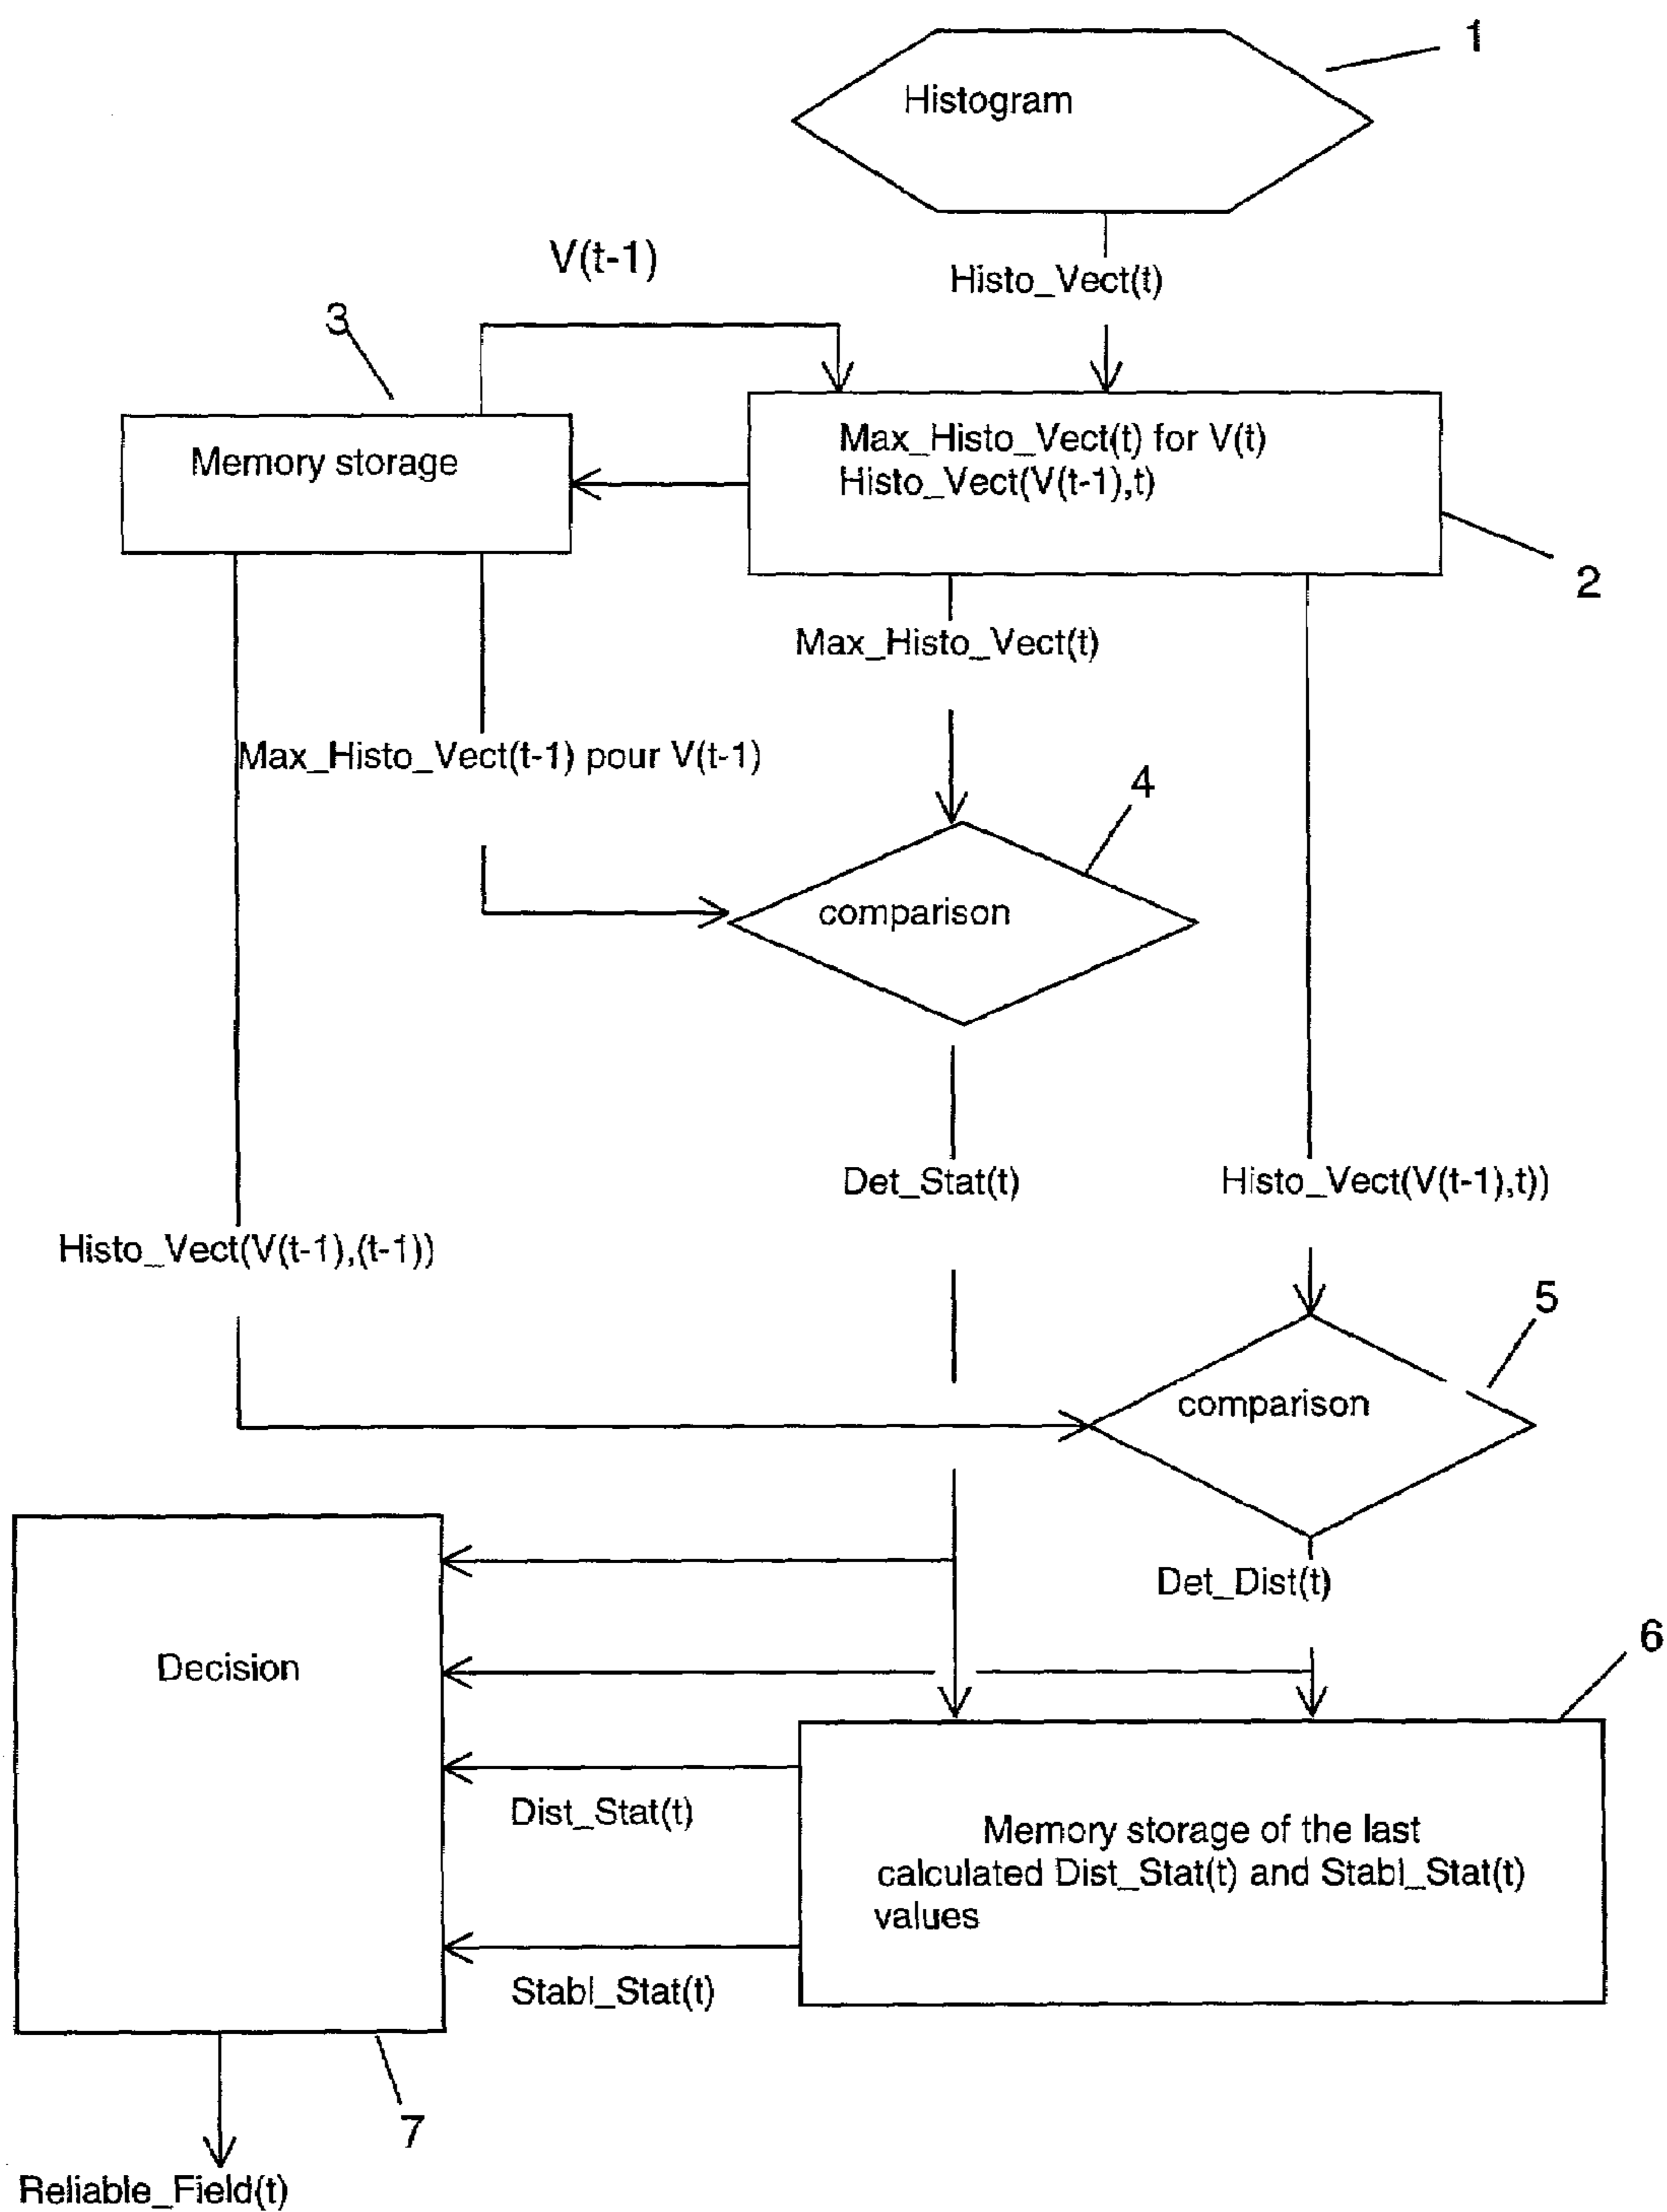 1
Histogram
V(t-1)
Histo_Vect(t)
3
Memory storage
Max_Histo_Vect(t) for V(t)
Histo_Vect(V(t-1),t)
2
Max_Histo_Vect(t)
Max_Histo_Vect(t-1) pour V(t-1)
4
comparison
Det_Stat(t)
Histo_Vect(V(t-1),t))
Histo_Vect(V(t-1),(t-1))
5
comparison
Det_Dist(t)
6
Decision
Dist_Stat(t)
Memory storage of the last
calculated Dist_Stat(t) and Stabl_Stat(t)
values
Stabl_Stat(t)
7
Reliable_Field(t)